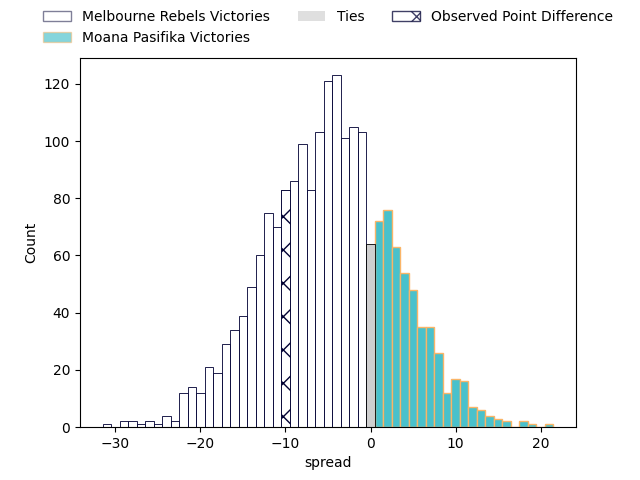 Melbourne Rebels Victories
Ties
Observed Point Difference
Moana Pasifika Victories
120
100
80
60
40
20
0
Count
−30
−20
−10
0
10
20
spread